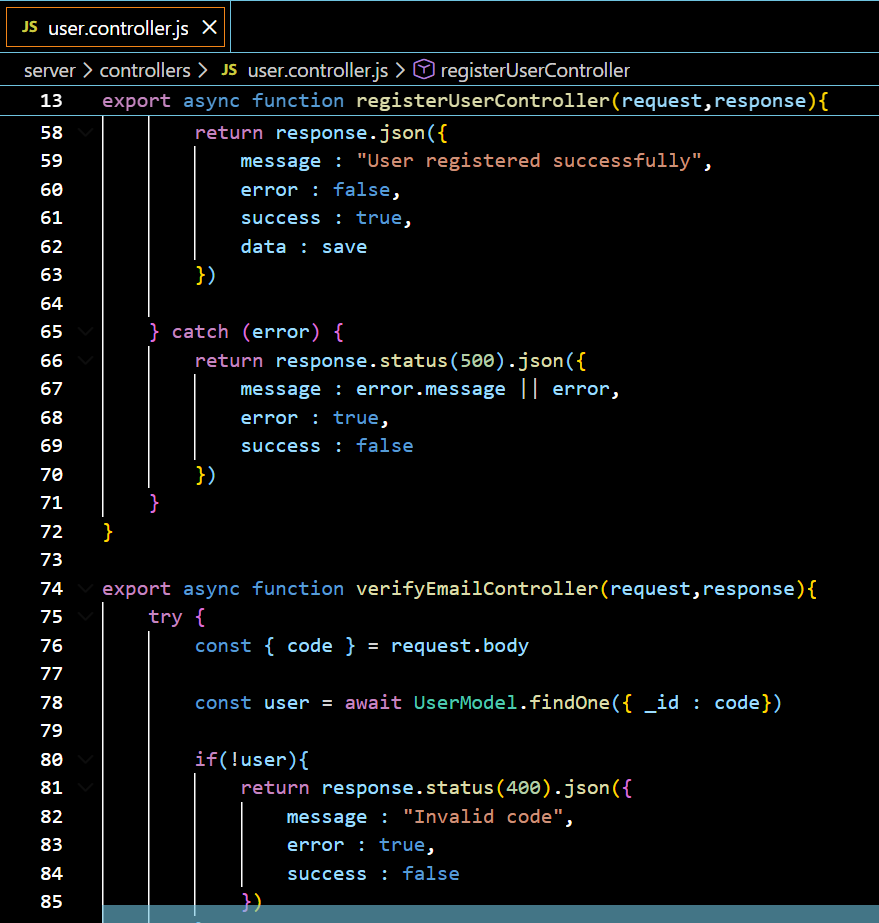 JS user.controller.js ×
server > controllers > JS user.controller.js > registerUserController
13 export async function registerUserController(request,response){
58 return response.json({
59 message : "User registered successfully",
60 error : false,
61 success : true,
62 data : save
63 })
64
65 } catch (error) {
66 return response.status(500).json({
67 message : error.message || error,
68 error : true,
69 success : false
70 })
71 }
72 }
73
74 export async function verifyEmailController(request,response){
75 try {
76 const { code } = request.body
77
78 const user = await UserModel.findOne({ _id : code})
79
80 if(!user){
81 return response.status(400).json({
82 message : "Invalid code",
83 error : true,
84 success : false
85 })